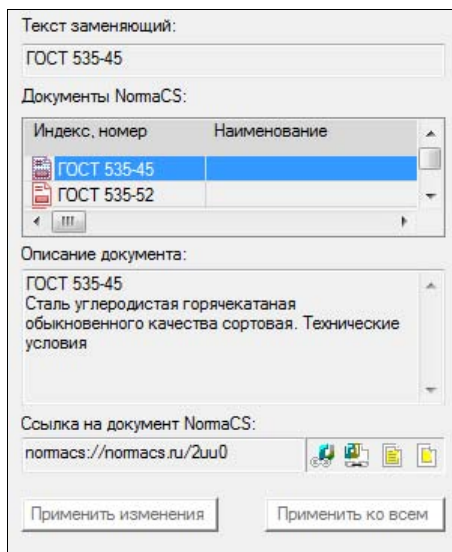 Текст заменяющий:
ГОСТ 535-45
Документы NormaCS:
Индекс, номер Наименование
ГОСТ 535-45
ГОСТ 535-52
Описание документа:
ГОСТ 535-45
Сталь углеродистая горячекатаная
обыкновенного качества сортовая. Технические
условия
Ссылка на документ NormaCS:
normacs://normacs.ru/2uu0
Применить изменения Применить ко всем